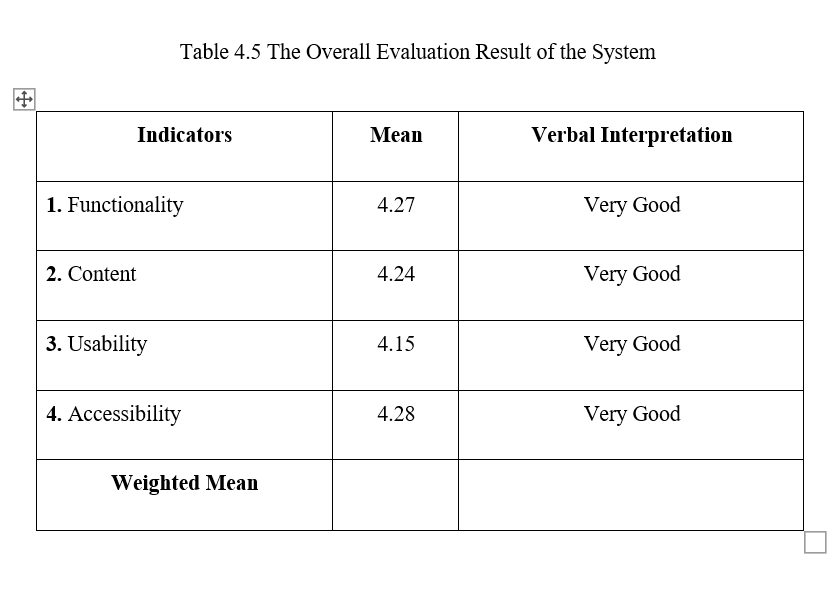 Table 4.5 The Overall Evaluation Result of the System
Indicators Mean Verbal Interpretation
1. Functionality 4.27 Very Good
2. Content 4.24 Very Good
3. Usability 4.15 Very Good
4. Accessibility 4.28 Very Good
Weighted Mean